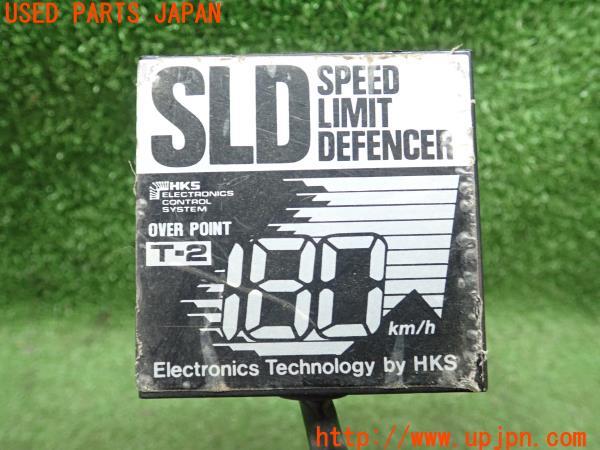 USED PARTS JAPAN
SLD SPEED LIMIT DEFENCER
HKS
ELECTRONICS
CONTROL
SYSTEM
OVER POINT
T-2
180 km/h
Electronics Technology by HKS
http://www.upjpn.com/